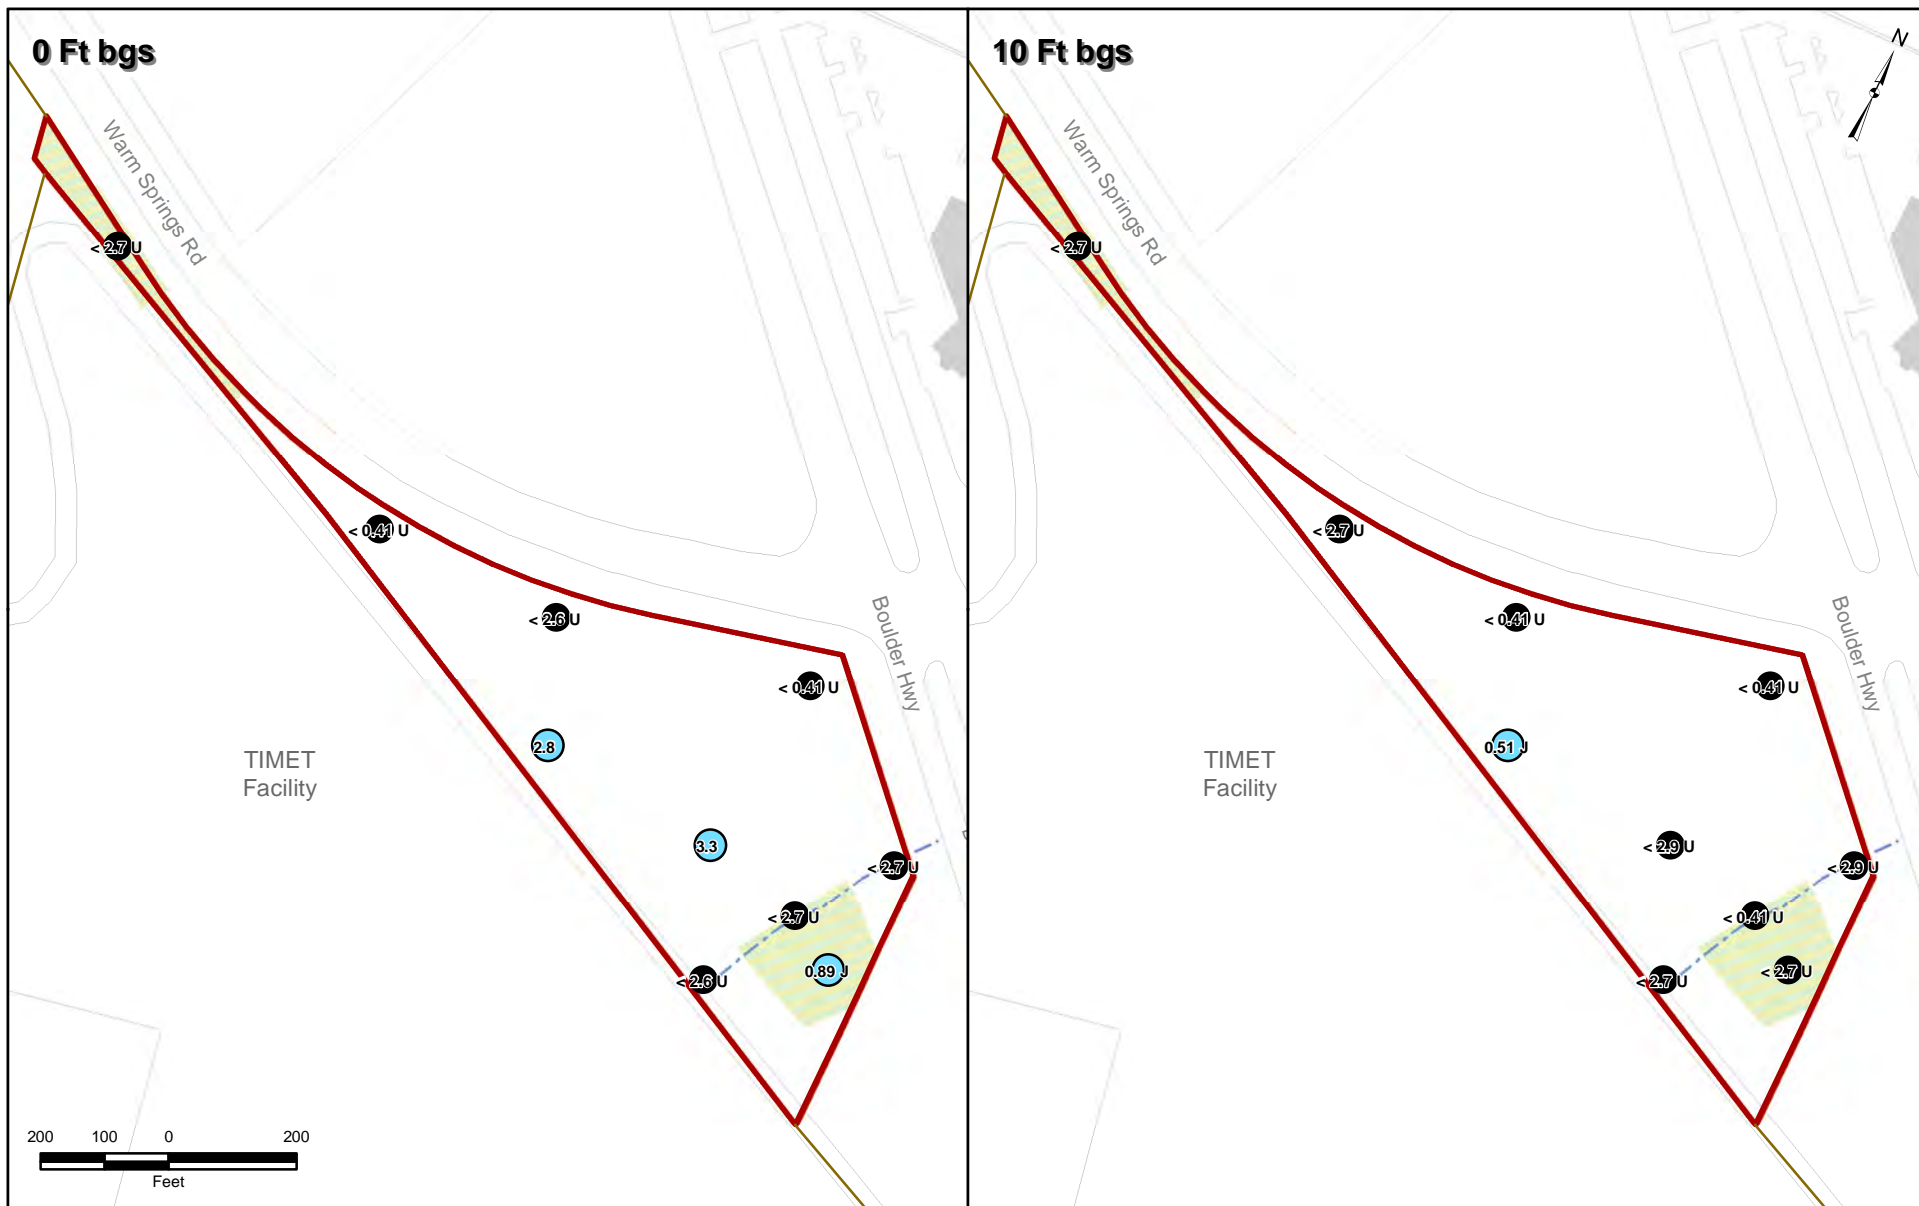 0 Ft bgs
Warm Springs Rd
< 2.7 U
< 0.41 U
< 2.6 U
< 0.41 U
Boulder Hwy
2.8
TIMET
Facility
3.3
< 2.7 U
< 2.7 U
0.89 J
< 2.6 U
200 100 0 200
Feet
10 Ft bgs
N
Warm Springs Rd
< 2.7 U
< 2.7 U
< 0.41 U
< 0.41 U
Boulder Hwy
0.51 J
TIMET
Facility
< 2.9 U
< 2.9 U
< 0.41 U
< 2.7 U
< 2.7 U